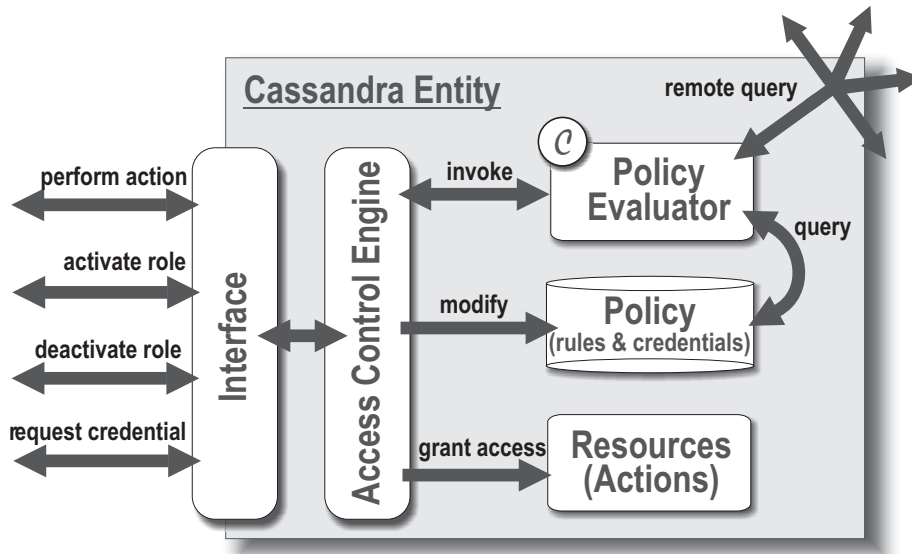 Cassandra Entity
remote query
perform action
activate role
deactivate role
request credential
Interface
Access Control Engine
invoke
modify
grant access
C
Policy
Evaluator
query
Policy
(rules & credentials)
Resources
(Actions)